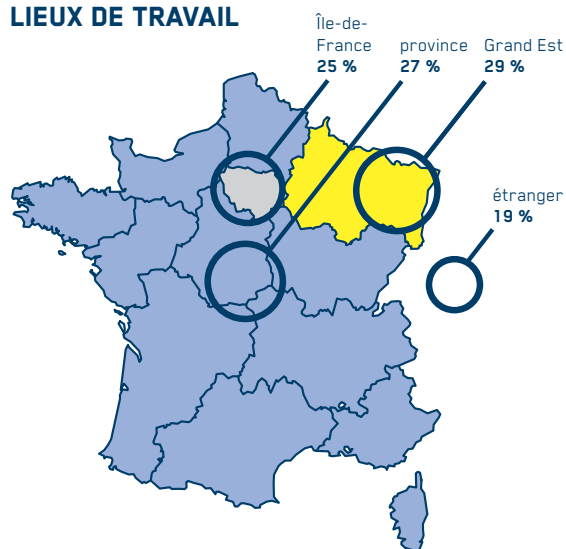 LIEUX DE TRAVAIL
Île-de-
France
25 %
province
27 %
Grand Est
29 %
étranger
19 %